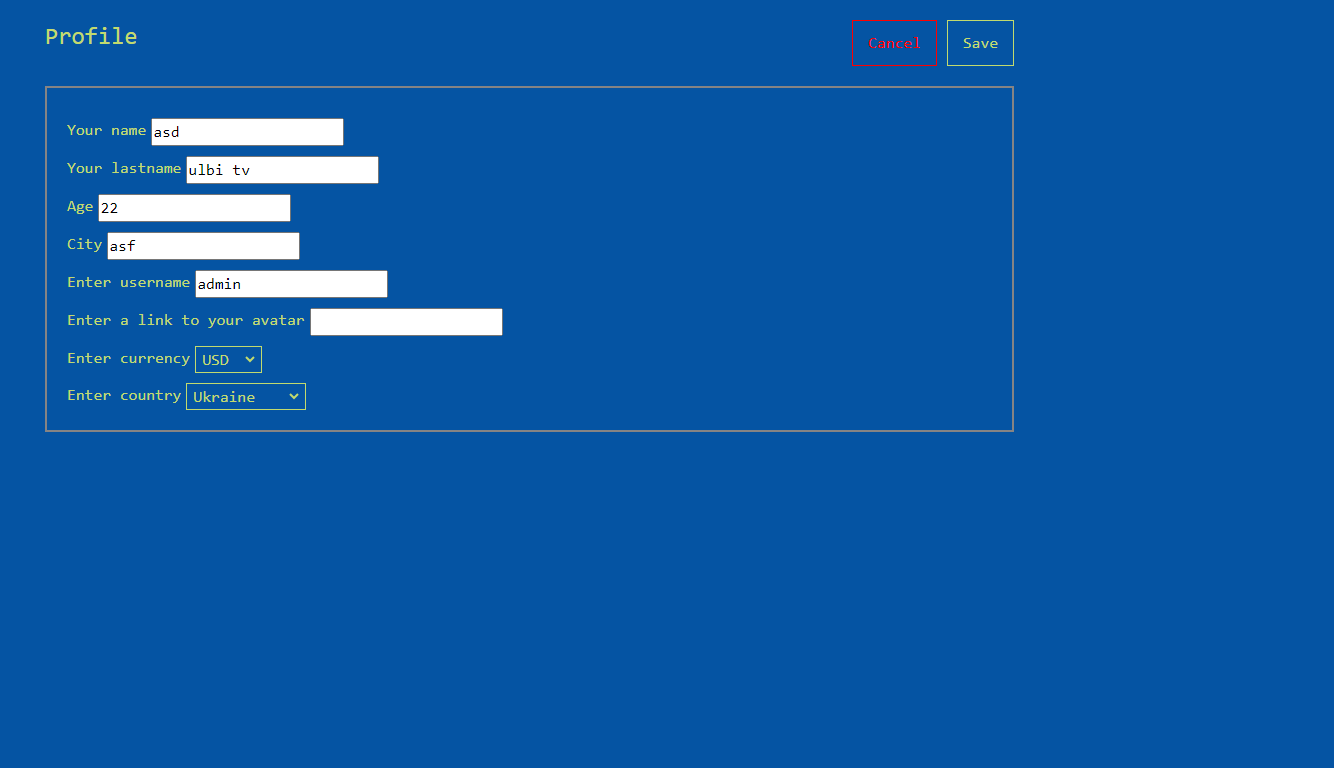 Profile
Cancel Save
Your name asd
Your lastname ulbi tv
Age 22
City asf
Enter username admin
Enter a link to your avatar
Enter currency USD
Enter country Ukraine